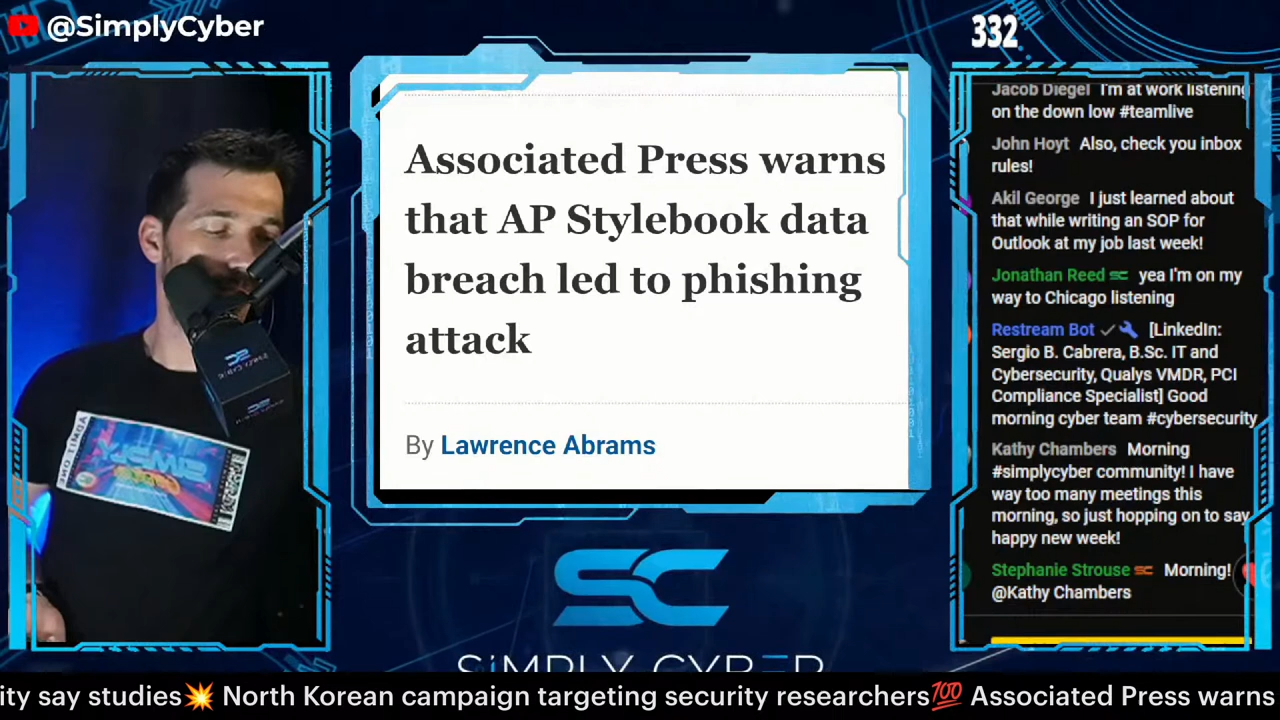 @SimplyCyber
332
Associated Press warns
that AP Stylebook data
breach led to phishing
attack
By Lawrence Abrams
Jacob Diegel I'm at work listening
on the down low #teamlive
John Hoyt Also, check you inbox
rules!
Akil George I just learned about
that while writing an SOP for
Outlook at my job last week!
Jonathan Reed yea I'm on my
way to Chicago listening
Restream Bot [LinkedIn:
Sergio B. Cabrera, B.Sc. IT and
Cybersecurity, Qualys VMDR, PCI
Compliance Specialist] Good
morning cyber team #cybersecurity
Kathy Chambers Morning
#simplycyber community! I have
way too many meetings this
morning, so just hopping on to say
happy new week!
Stephanie Strouse Morning!
@Kathy Chambers
SC
SIMPLY CYBER
ity say studies💥 North Korean campaign targeting security researchers💯 Associated Press warns